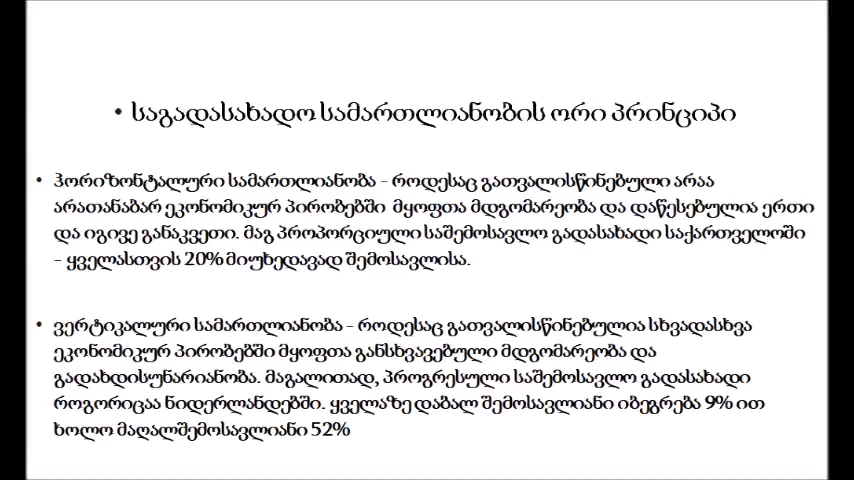 • საგადასახადო სამართლიანობის ორი პრინციპი
• ჰორიზონტალური სამართლიანობა - როდესაც გათვალისწინებული არაა
არათანაბარ ეკონომიკურ პირობებში მყოფთა მდგომარეობა და დაწესებულია ერთი
და იგივე განაკვეთი. მაგ პროპორციული საშემოსავლო გადასახადი საქართველოში
- ყველასთვის 20% მიუხედავად შემოსავლისა.
• ვერტიკალური სამართლიანობა - როდესაც გათვალისწინებულია სხვადასხვა
ეკონომიკურ პირობებში მყოფთა განსხვავებული მდგომარეობა და
გადახდისუნარიანობა. მაგალითად, პროგრესული საშემოსავლო გადასახადი
როგორიცაა ნიდერლანდებში. ყველაზე დაბალ შემოსავლიანი იბეგრება 9% ით
ხოლო მაღალშემოსავლიანი 52%